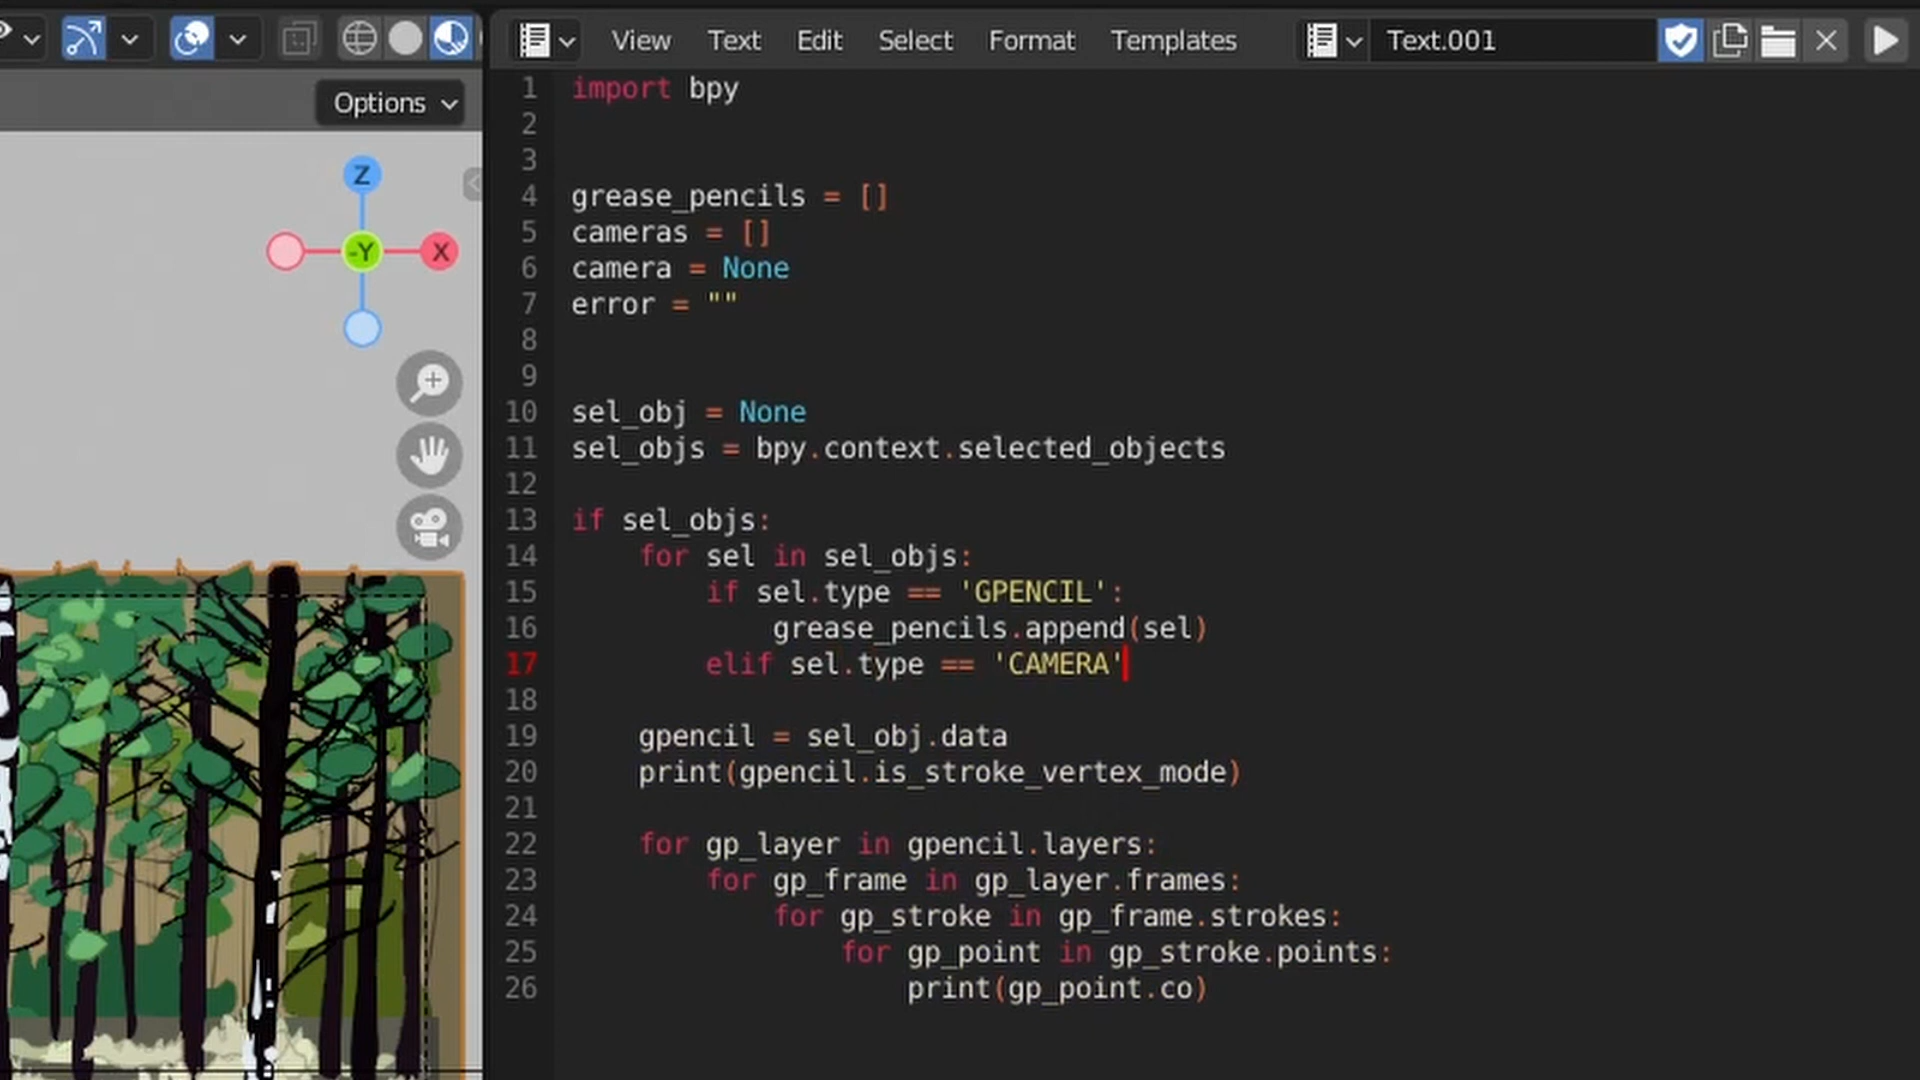 View Text Edit Select Format Templates Text.001
Options
Z
-Y X
1 import bpy
2
3
4 grease_pencils = []
5 cameras = []
6 camera = None
7 error = ""
8
9
10 sel_obj = None
11 sel_objs = bpy.context.selected_objects
12
13 if sel_objs:
14     for sel in sel_objs:
15         if sel.type == 'GPENCIL':
16             grease_pencils.append(sel)
17         elif sel.type == 'CAMERA'
18
19     gpencil = sel_obj.data
20     print(gpencil.is_stroke_vertex_mode)
21
22     for gp_layer in gpencil.layers:
23         for gp_frame in gp_layer.frames:
24             for gp_stroke in gp_frame.strokes:
25                 for gp_point in gp_stroke.points:
26                     print(gp_point.co)